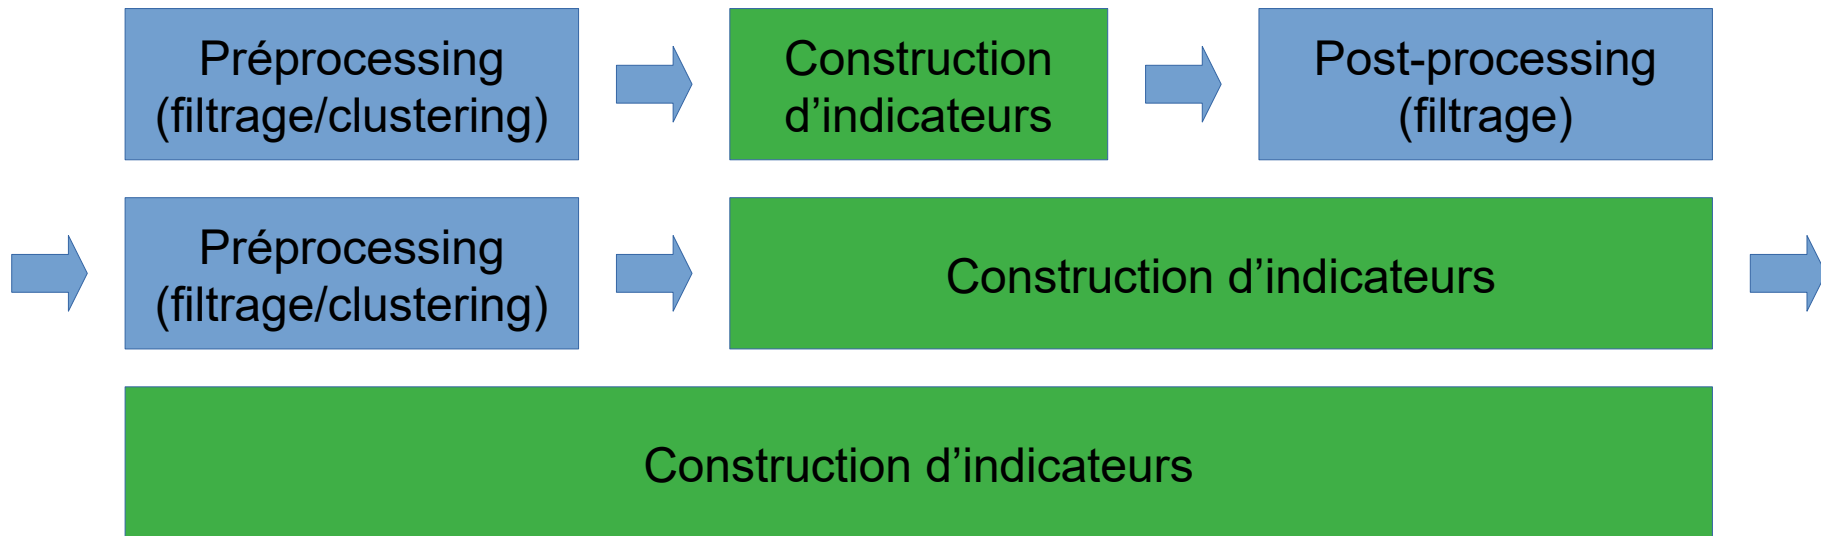 Préprocessing
(filtrage/clustering)
Construction
d’indicateurs
Post-processing
(filtrage)
Préprocessing
(filtrage/clustering)
Construction d’indicateurs
Construction d’indicateurs